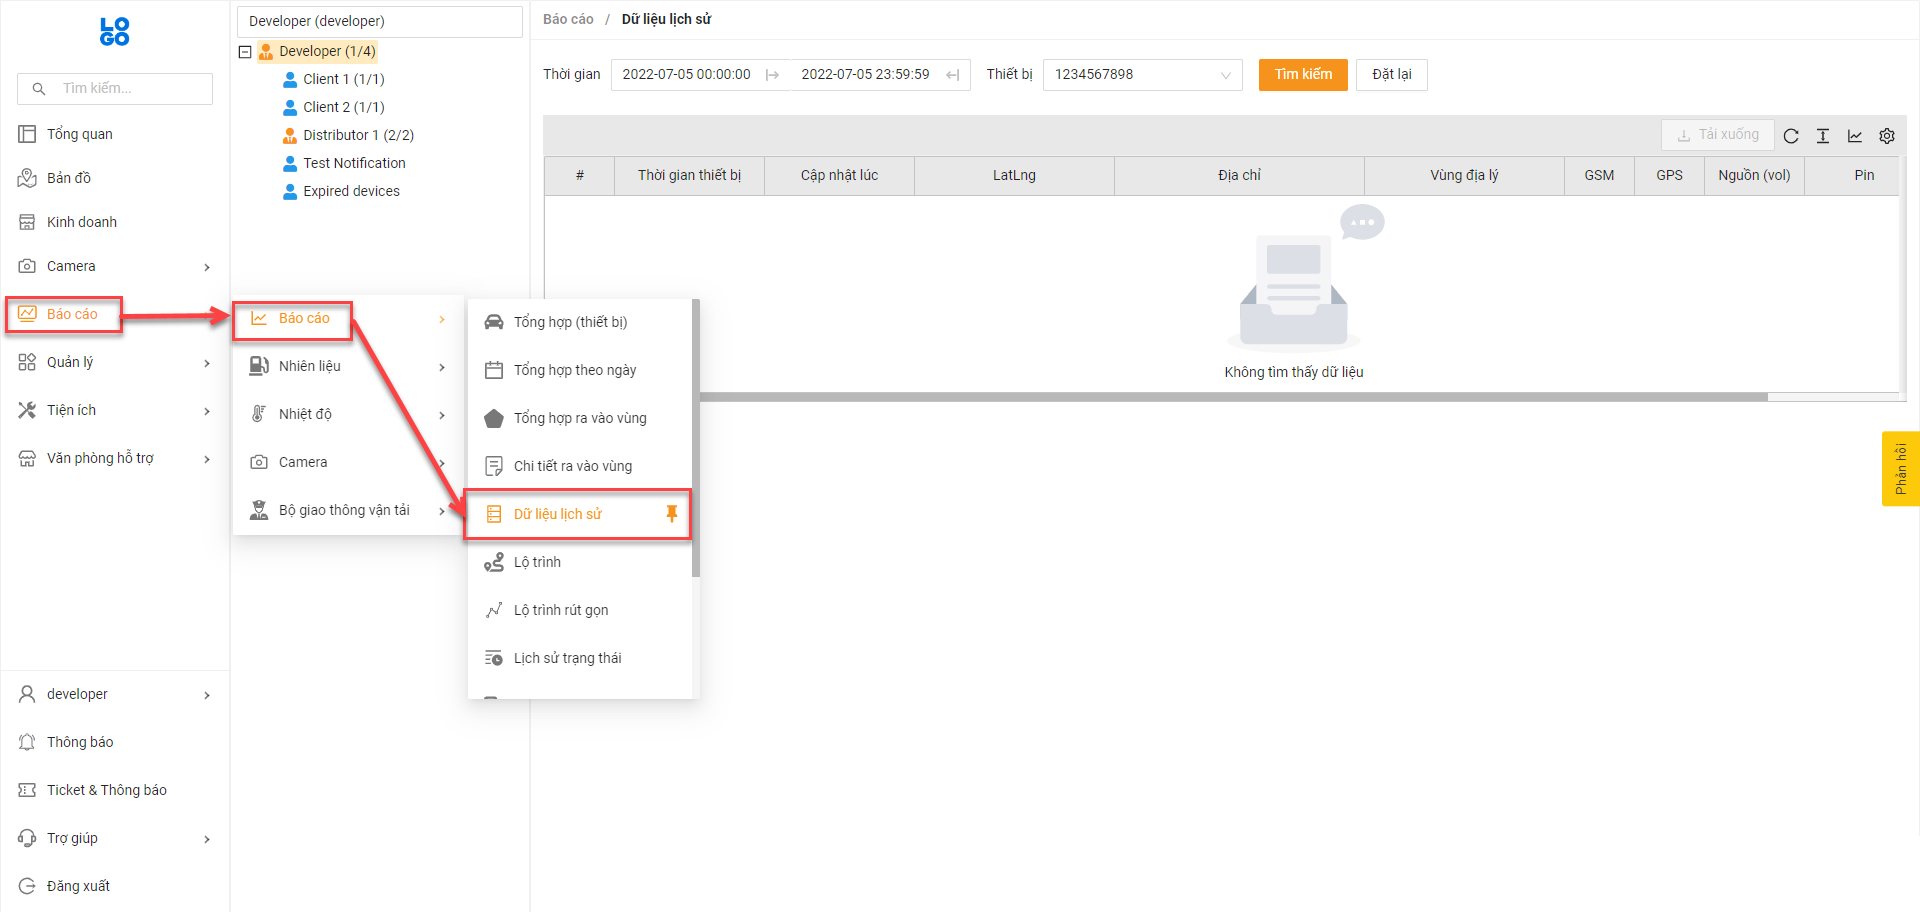 LO
GO
Tìm kiếm...
Tổng quan
Bản đồ
Kinh doanh
Camera
Báo cáo
Quản lý
Tiện ích
Văn phòng hỗ trợ
developer
Thông báo
Ticket & Thông báo
Trợ giúp
Đăng xuất
Developer (developer)
Developer (1/4)
Client 1 (1/1)
Client 2 (1/1)
Distributor 1 (2/2)
Test Notification
Expired devices
Báo cáo
Nhiên liệu
Nhiệt độ
Camera
Bộ giao thông vận tải
Tổng hợp (thiết bị)
Tổng hợp theo ngày
Tổng hợp ra vào vùng
Chi tiết ra vào vùng
Dữ liệu lịch sử
Lộ trình
Lộ trình rút gọn
Lịch sử trạng thái
Báo cáo / Dữ liệu lịch sử
Thời gian 2022-07-05 00:00:00 2022-07-05 23:59:59 Thiết bị 1234567898 Tìm kiếm Đặt lại
Tải xuống
# Thời gian thiết bị Cập nhật lúc LatLng Địa chỉ Vùng địa lý GSM GPS Nguồn (vol) Pin
Không tìm thấy dữ liệu
Phản hồi